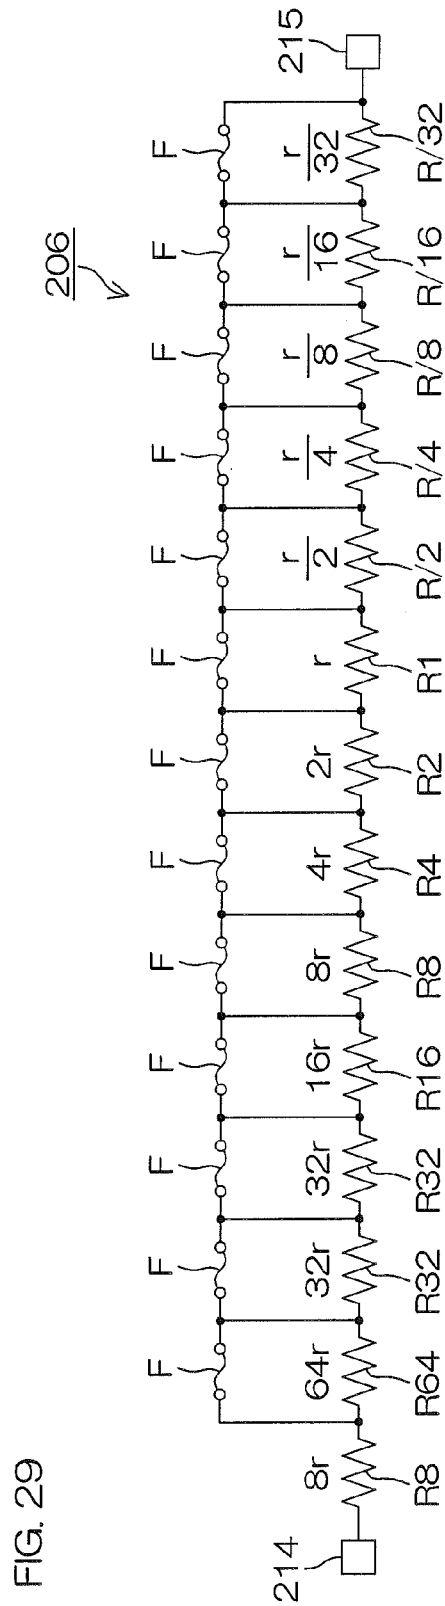 FIG. 29
206
F F F F F F F F F F F F F
214
8r 64r 32r 32r 16r 8r 4r 2r r r/2 r/4 r/8 r/16 r/32
215
R8 R64 R32 R32 R16 R8 R4 R2 R1 R/2 R/4 R/8 R/16 R/32